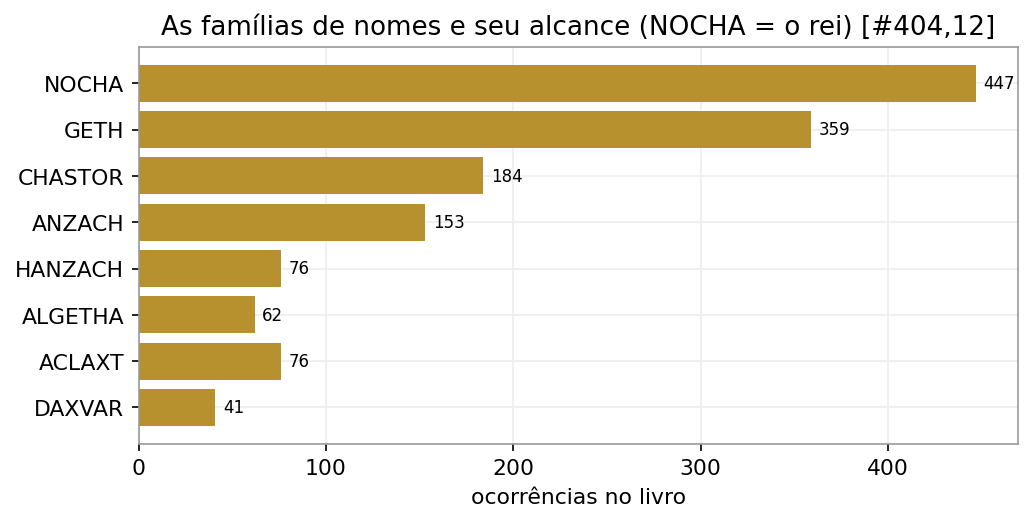 As famílias de nomes e seu alcance (NOCHA = o rei) [#404,12]
NOCHA 447
GETH 359
CHASTOR 184
ANZACH 153
HANZACH 76
ALGETHA 62
ACLAXT 76
DAXVAR 41
0 100 200 300 400
ocorrências no livro